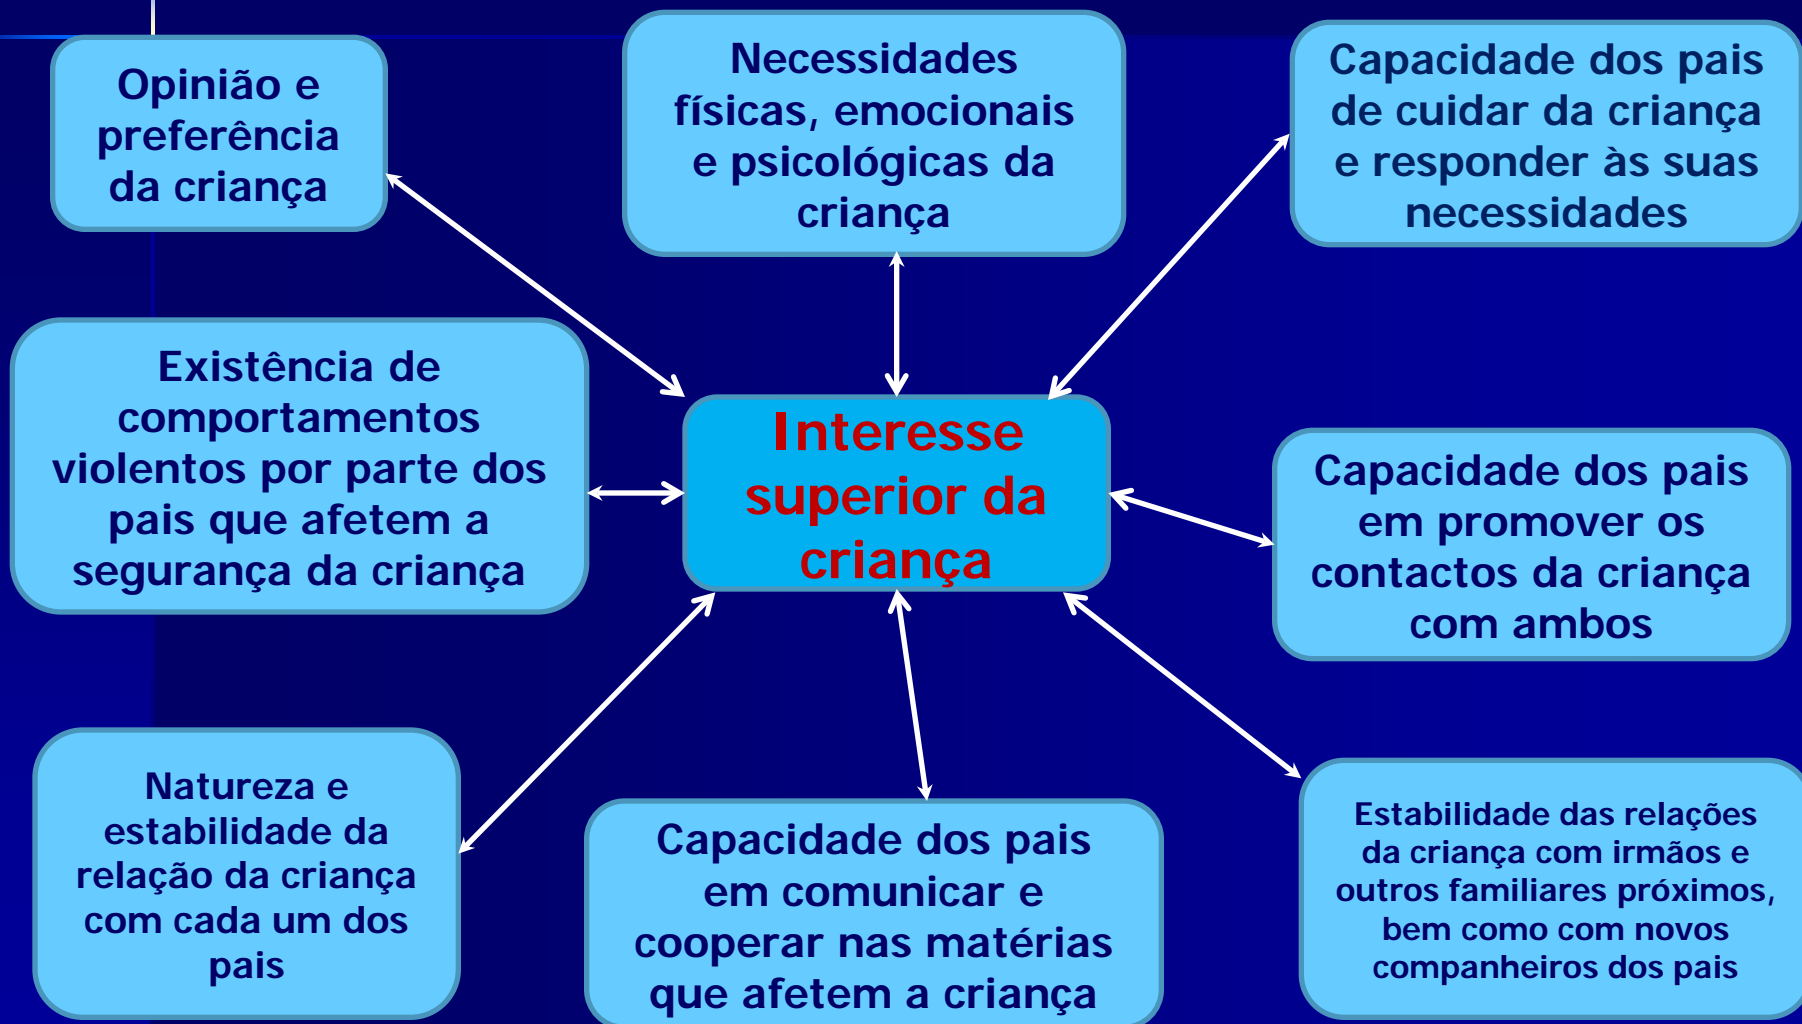 Opinião e
preferência
da criança
Necessidades
físicas, emocionais
e psicológicas da
criança
Capacidade dos pais
de cuidar da criança
e responder às suas
necessidades
Existência de
comportamentos
violentos por parte dos
pais que afetem a
segurança da criança
Interesse
superior da
criança
Capacidade dos pais
em promover os
contactos da criança
com ambos
Natureza e
estabilidade da
relação da criança
com cada um dos
pais
Capacidade dos pais
em comunicar e
cooperar nas matérias
que afetem a criança
Estabilidade das relações
da criança com irmãos e
outros familiares próximos,
bem como com novos
companheiros dos pais